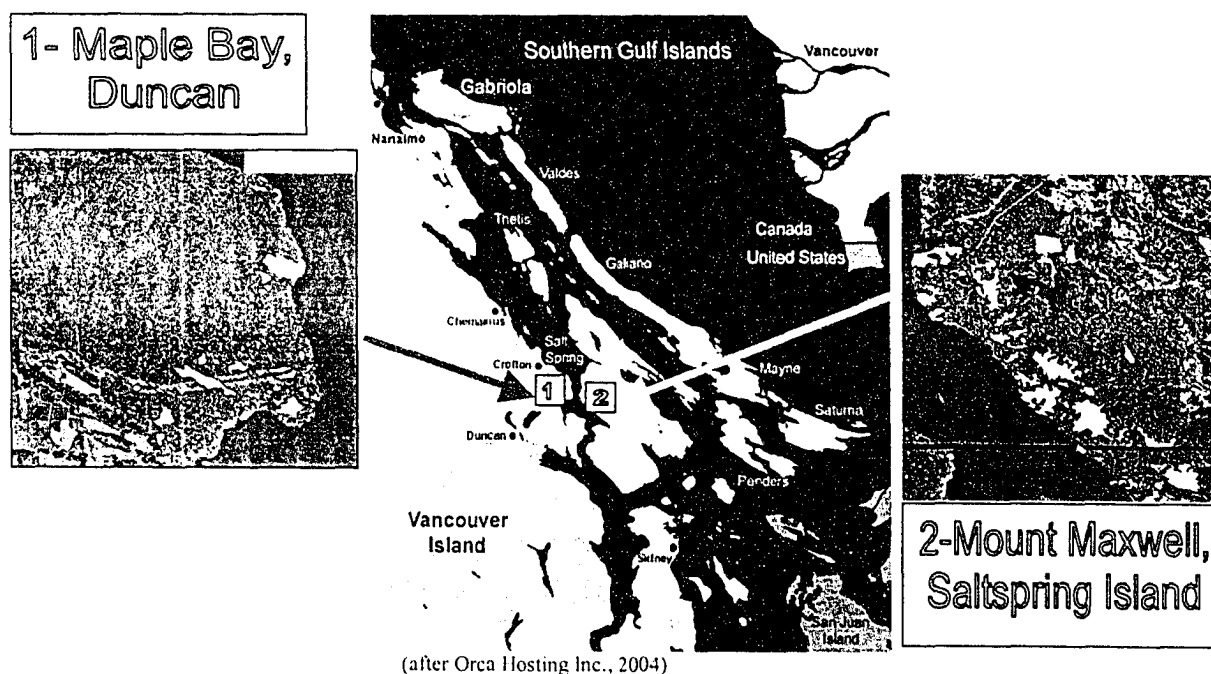 1- Maple Bay,
Duncan
Southern Gulf Islands
Vancouver
Gabriola
Nanaimo
Valdes
Thetis
Canada
United States
Galiano
Chemainus
Salt
Spring
Crofton
1
2
Mayne
Saturna
Duncan
Penders
Vancouver
Island
Sidney
San Juan
Island
2-Mount Maxwell,
Saltspring Island
(after Orca Hosting Inc., 2004)